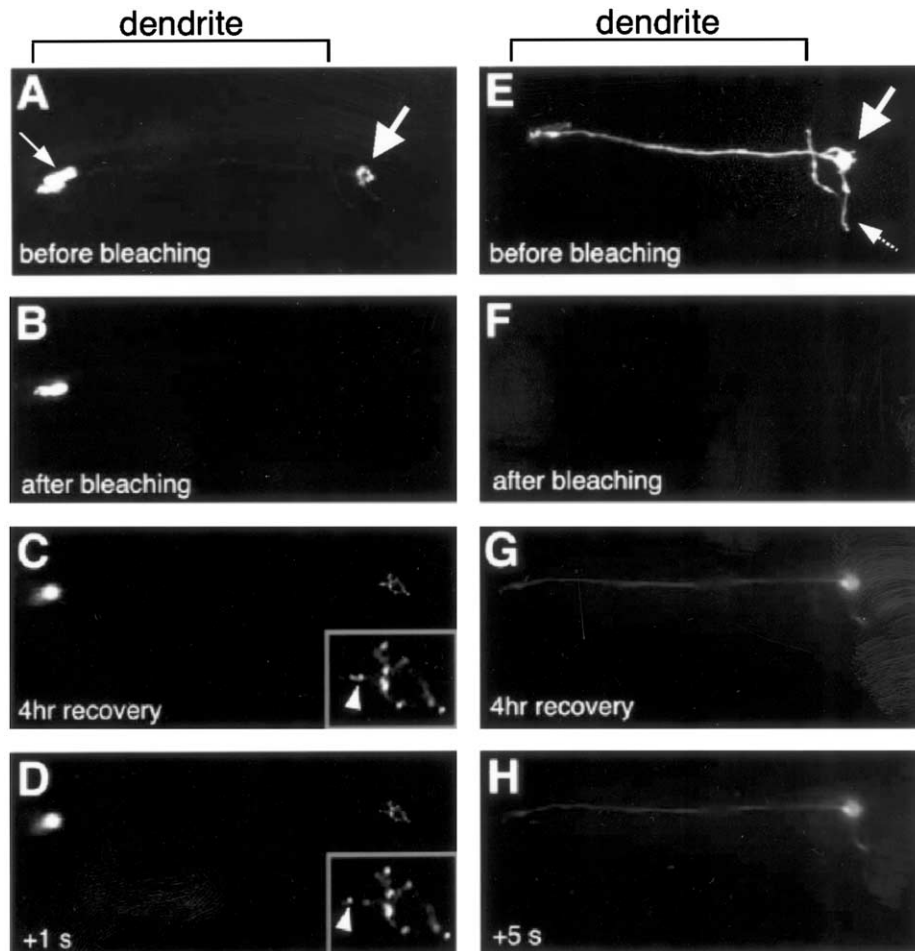 dendrite
A
before bleaching
B
after bleaching
C
4hr recovery
D
+1 s
dendrite
E
before bleaching
F
after bleaching
G
4hr recovery
H
+5 s